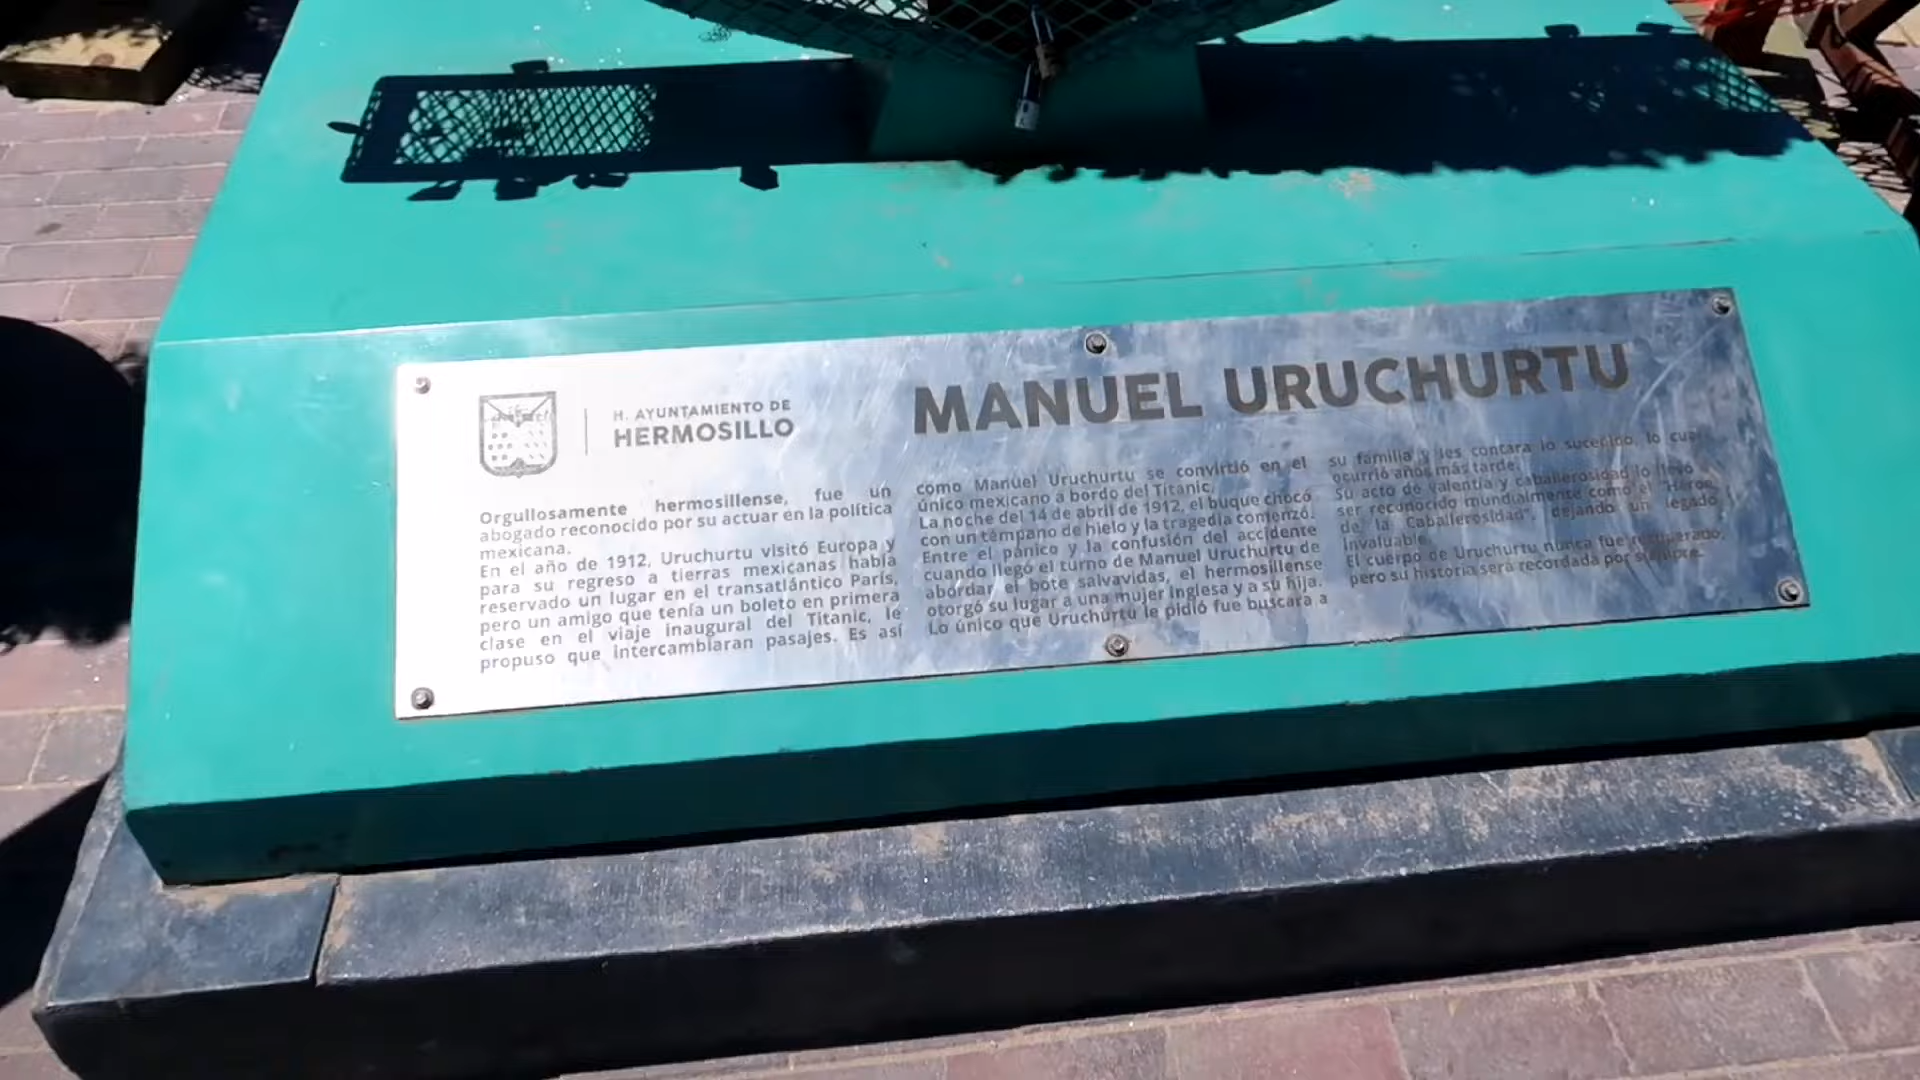 H. AYUNTAMIENTO DE
HERMOSILLO
MANUEL URUCHURTU
Orgullosamente hermosillense, fue un
abogado reconocido por su actuar en la política
mexicana.
En el año de 1912, Uruchurtu visitó Europa y
para su regreso a tierras mexicanas había
reservado un lugar en el transatlántico París,
pero un amigo que tenía un boleto en primera
clase en el viaje inaugural del Titanic, le
propuso que intercambiaran pasajes. Es así
como Manuel Uruchurtu se convirtió en el
único mexicano a bordo del Titanic.
La noche del 14 de abril de 1912, el buque chocó
con un témpano de hielo y la tragedia comenzó.
Entre el pánico y la confusión del accidente
cuando llegó el turno de Manuel Uruchurtu de
abordar el bote salvavidas, el hermosillense
otorgó su lugar a una mujer inglesa y a su hija.
Lo único que Uruchurtu le pidió fue buscara a
su familia y les contara lo sucedido, lo cual
ocurrió años más tarde.
Su acto de valentía y caballerosidad lo llevó a
ser reconocido mundialmente como el "Héroe
de la Caballerosidad", dejando un legado
invaluable.
El cuerpo de Uruchurtu nunca fue recuperado,
pero su historia será recordada por siempre.